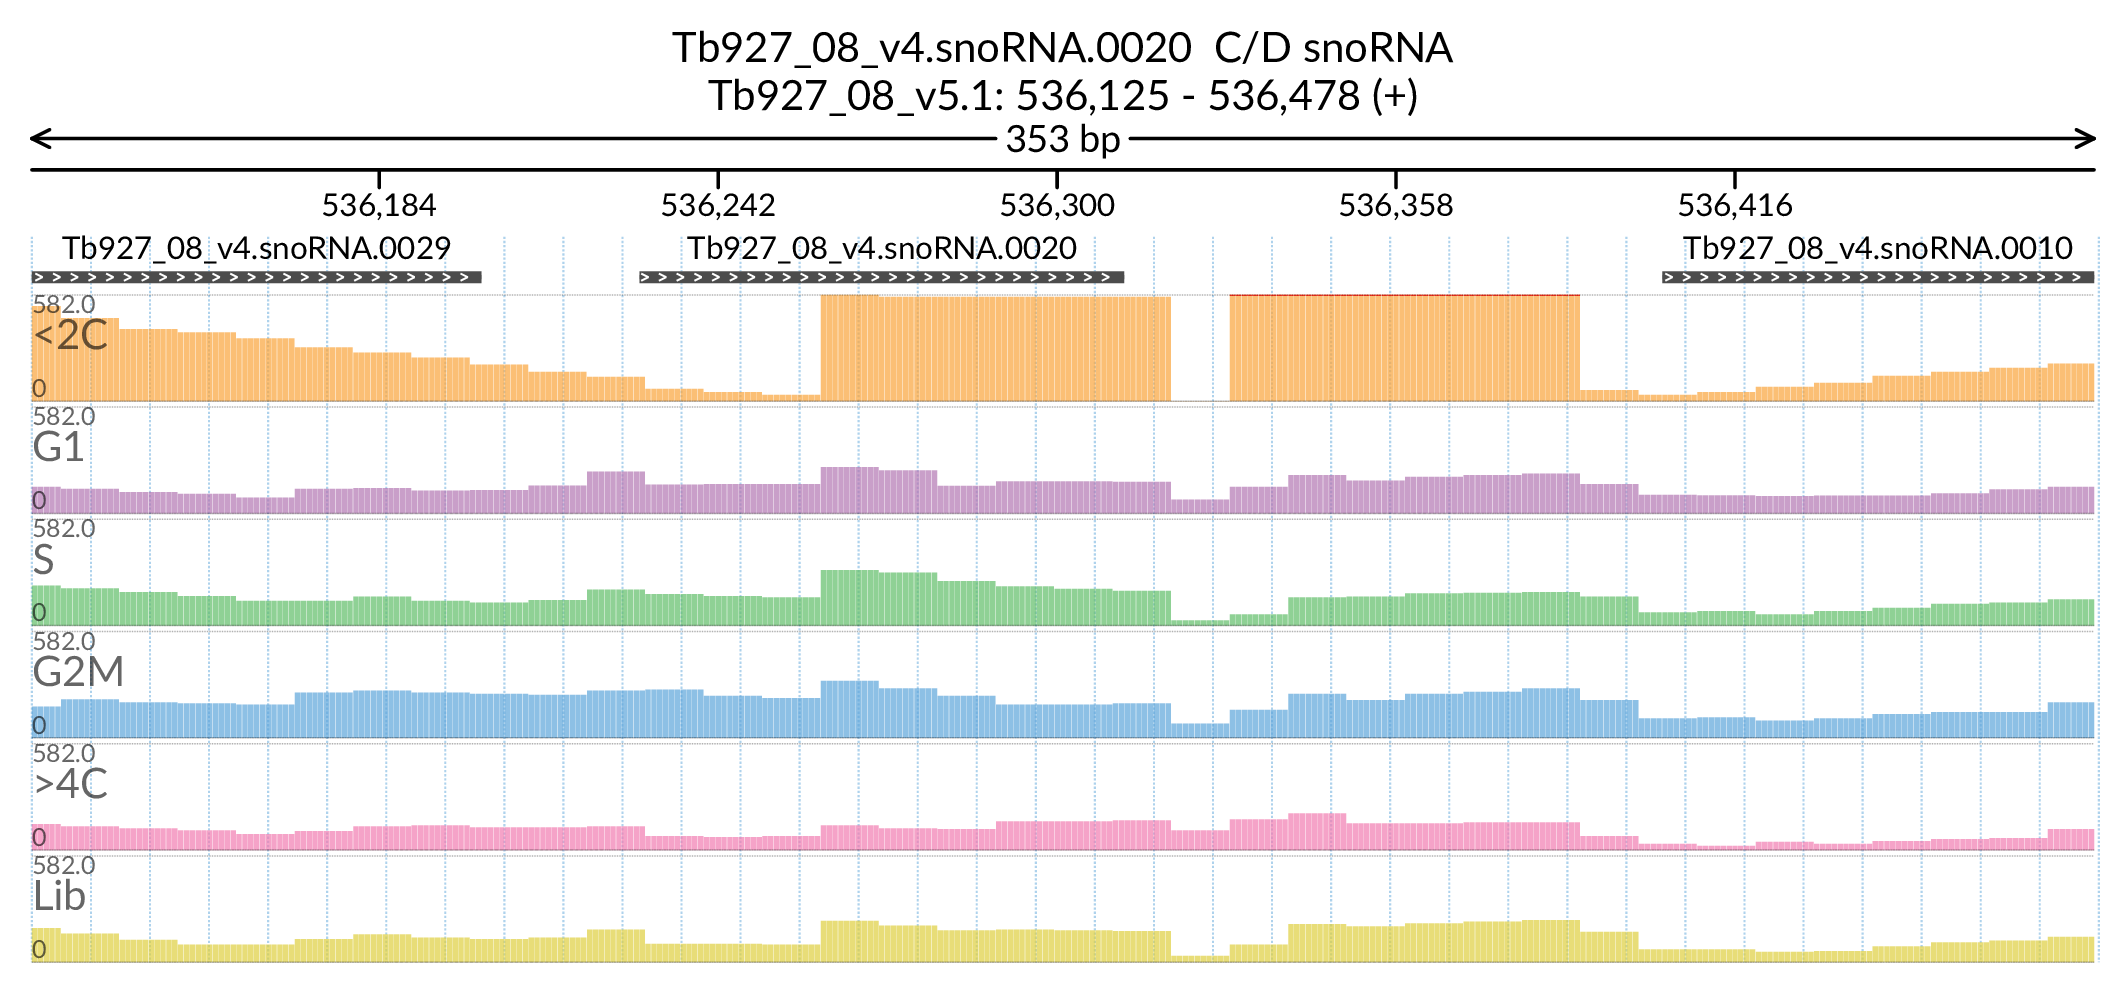 Tb927_08_v4.snoRNA.0020  C/D snoRNA
Tb927_08_v5.1: 536,125 - 536,478 (+)
353 bp
536,184 536,242 536,300 536,358 536,416
Tb927_08_v4.snoRNA.0029 Tb927_08_v4.snoRNA.0020 Tb927_08_v4.snoRNA.0010
582.0
<2C
0
582.0
G1
0
582.0
S
0
582.0
G2M
0
582.0
>4C
0
582.0
Lib
0